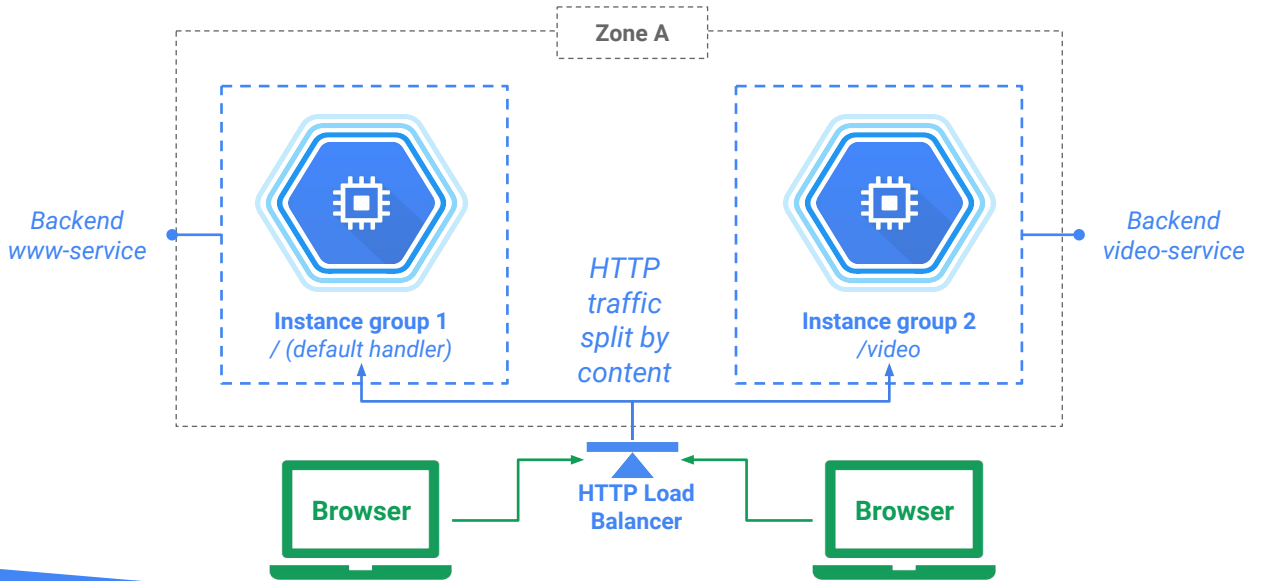 Zone A
Backend
www-service
Instance group 1
/ (default handler)
HTTP
traffic
split by
content
Instance group 2
/video
Backend
video-service
Browser
HTTP Load
Balancer
Browser